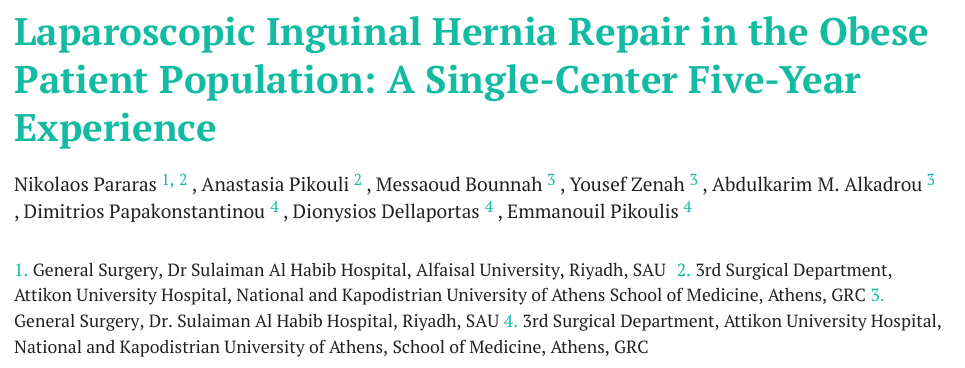 Laparoscopic Inguinal Hernia Repair in the Obese
Patient Population: A Single-Center Five-Year
Experience
Nikolaos Pararas 1, 2 , Anastasia Pikouli 2 , Messaoud Bounnah 3 , Yousef Zenah 3 , Abdulkarim M. Alkadrou 3
, Dimitrios Papakonstantinou 4 , Dionysios Dellaportas 4 , Emmanouil Pikoulis 4
1. General Surgery, Dr Sulaiman Al Habib Hospital, Alfaisal University, Riyadh, SAU 2. 3rd Surgical Department,
Attikon University Hospital, National and Kapodistrian University of Athens School of Medicine, Athens, GRC 3.
General Surgery, Dr. Sulaiman Al Habib Hospital, Riyadh, SAU 4. 3rd Surgical Department, Attikon University Hospital,
National and Kapodistrian University of Athens, School of Medicine, Athens, GRC